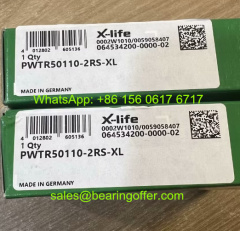 X-life
0002W1010/0059058407
064534200-0000-02
4 012802 605136
1 Qty
PWTR50110-2RS-XL
MADE IN GERMANY
WhatsApp: +86 156 0617 6717
X-life
0002W1010/0059058407
064534200-0000-02
4 012802 605136
1 Qty
PWTR50110-2RS-XL
MADE IN GERMANY
sales@bearingoffer.com